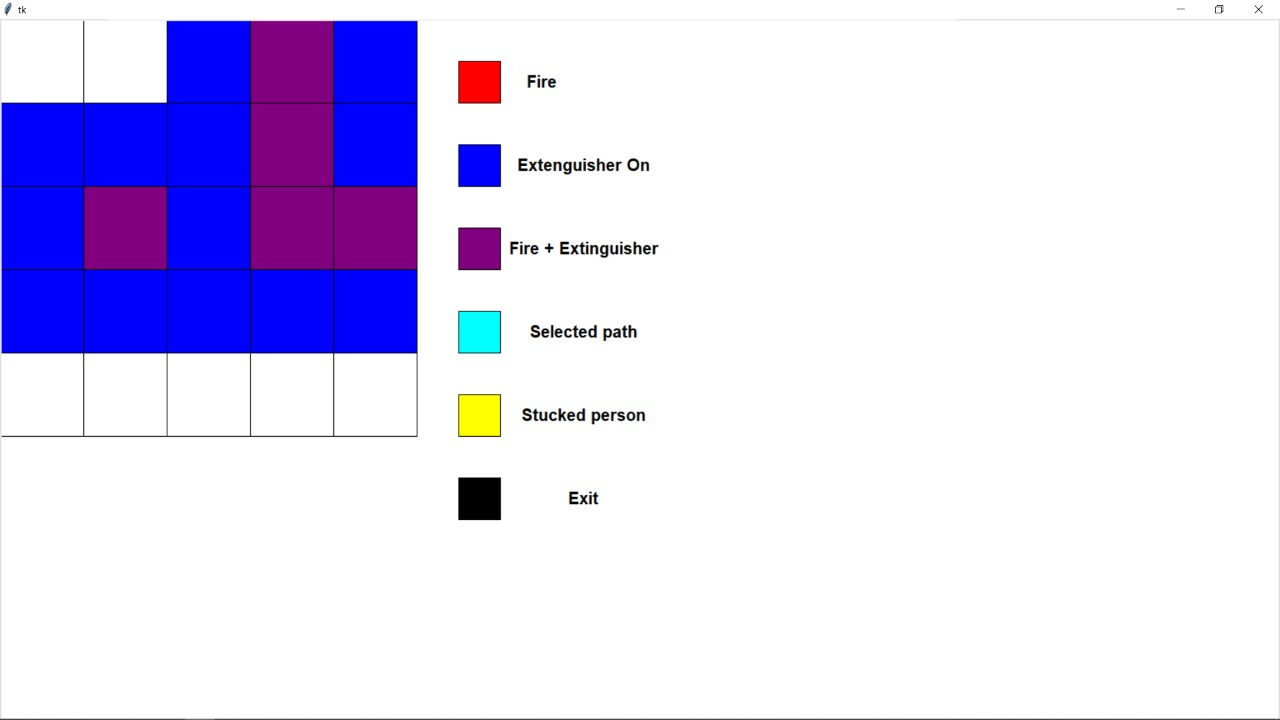 tk
Fire
Extenguisher On
Fire + Extinguisher
Selected path
Stucked person
Exit